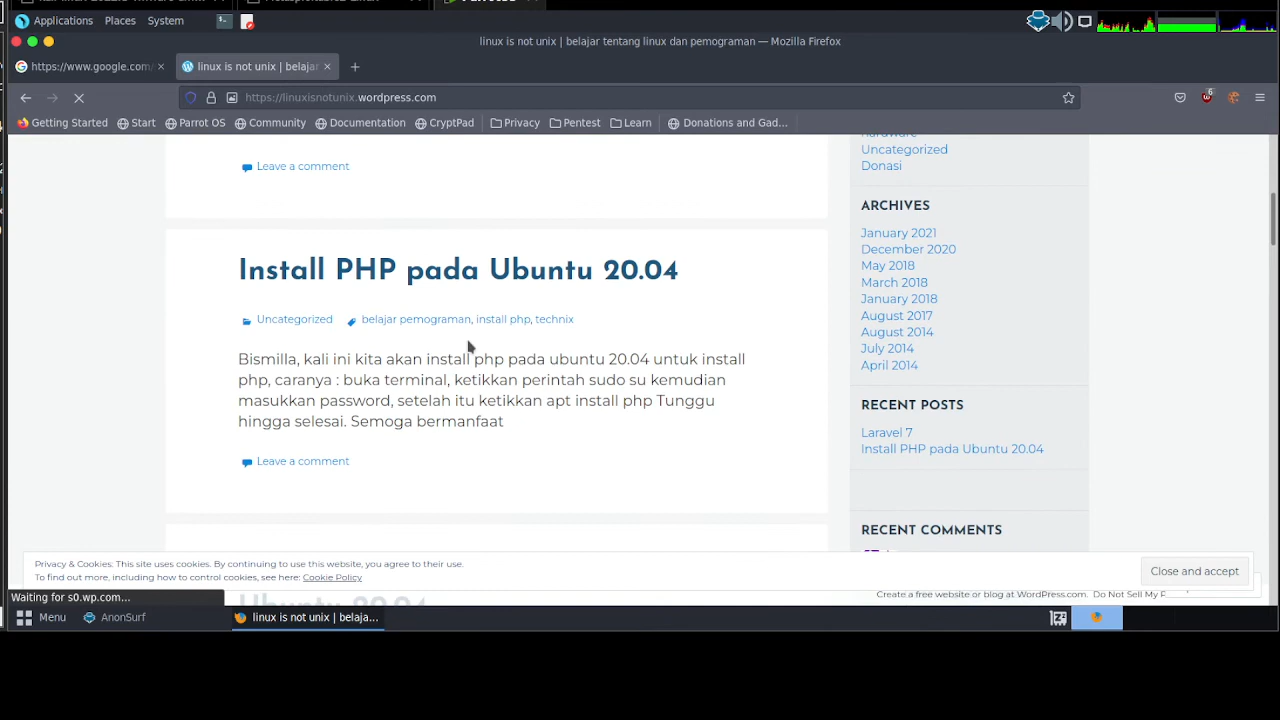 Applications Places System
linux is not unix | belajar tentang linux dan pemograman — Mozilla Firefox
https://www.google.com/
linux is not unix | belajar
https://linuxisnotunix.wordpress.com
6
Getting Started Start Parrot OS Community Documentation CryptPad Privacy Pentest Learn Donations and Gad...
Leave a comment
Install PHP pada Ubuntu 20.04
Uncategorized belajar pemograman, install php, technix
Bismilla, kali ini kita akan install php pada ubuntu 20.04 untuk install
php, caranya : buka terminal, ketikkan perintah sudo su kemudian
masukkan password, setelah itu ketikkan apt install php Tunggu
hingga selesai. Semoga bermanfaat
Leave a comment
hardware
Uncategorized
Donasi
ARCHIVES
January 2021
December 2020
May 2018
March 2018
January 2018
August 2017
August 2014
July 2014
April 2014
RECENT POSTS
Laravel 7
Install PHP pada Ubuntu 20.04
RECENT COMMENTS
Privacy & Cookies: This site uses cookies. By continuing to use this website, you agree to their use.
To find out more, including how to control cookies, see here: Cookie Policy
Close and accept
Ubuntu 20.04
Create a free website or blog at WordPress.com. Do Not Sell My
Waiting for s0.wp.com...
Menu AnonSurf linux is not unix | belaja...